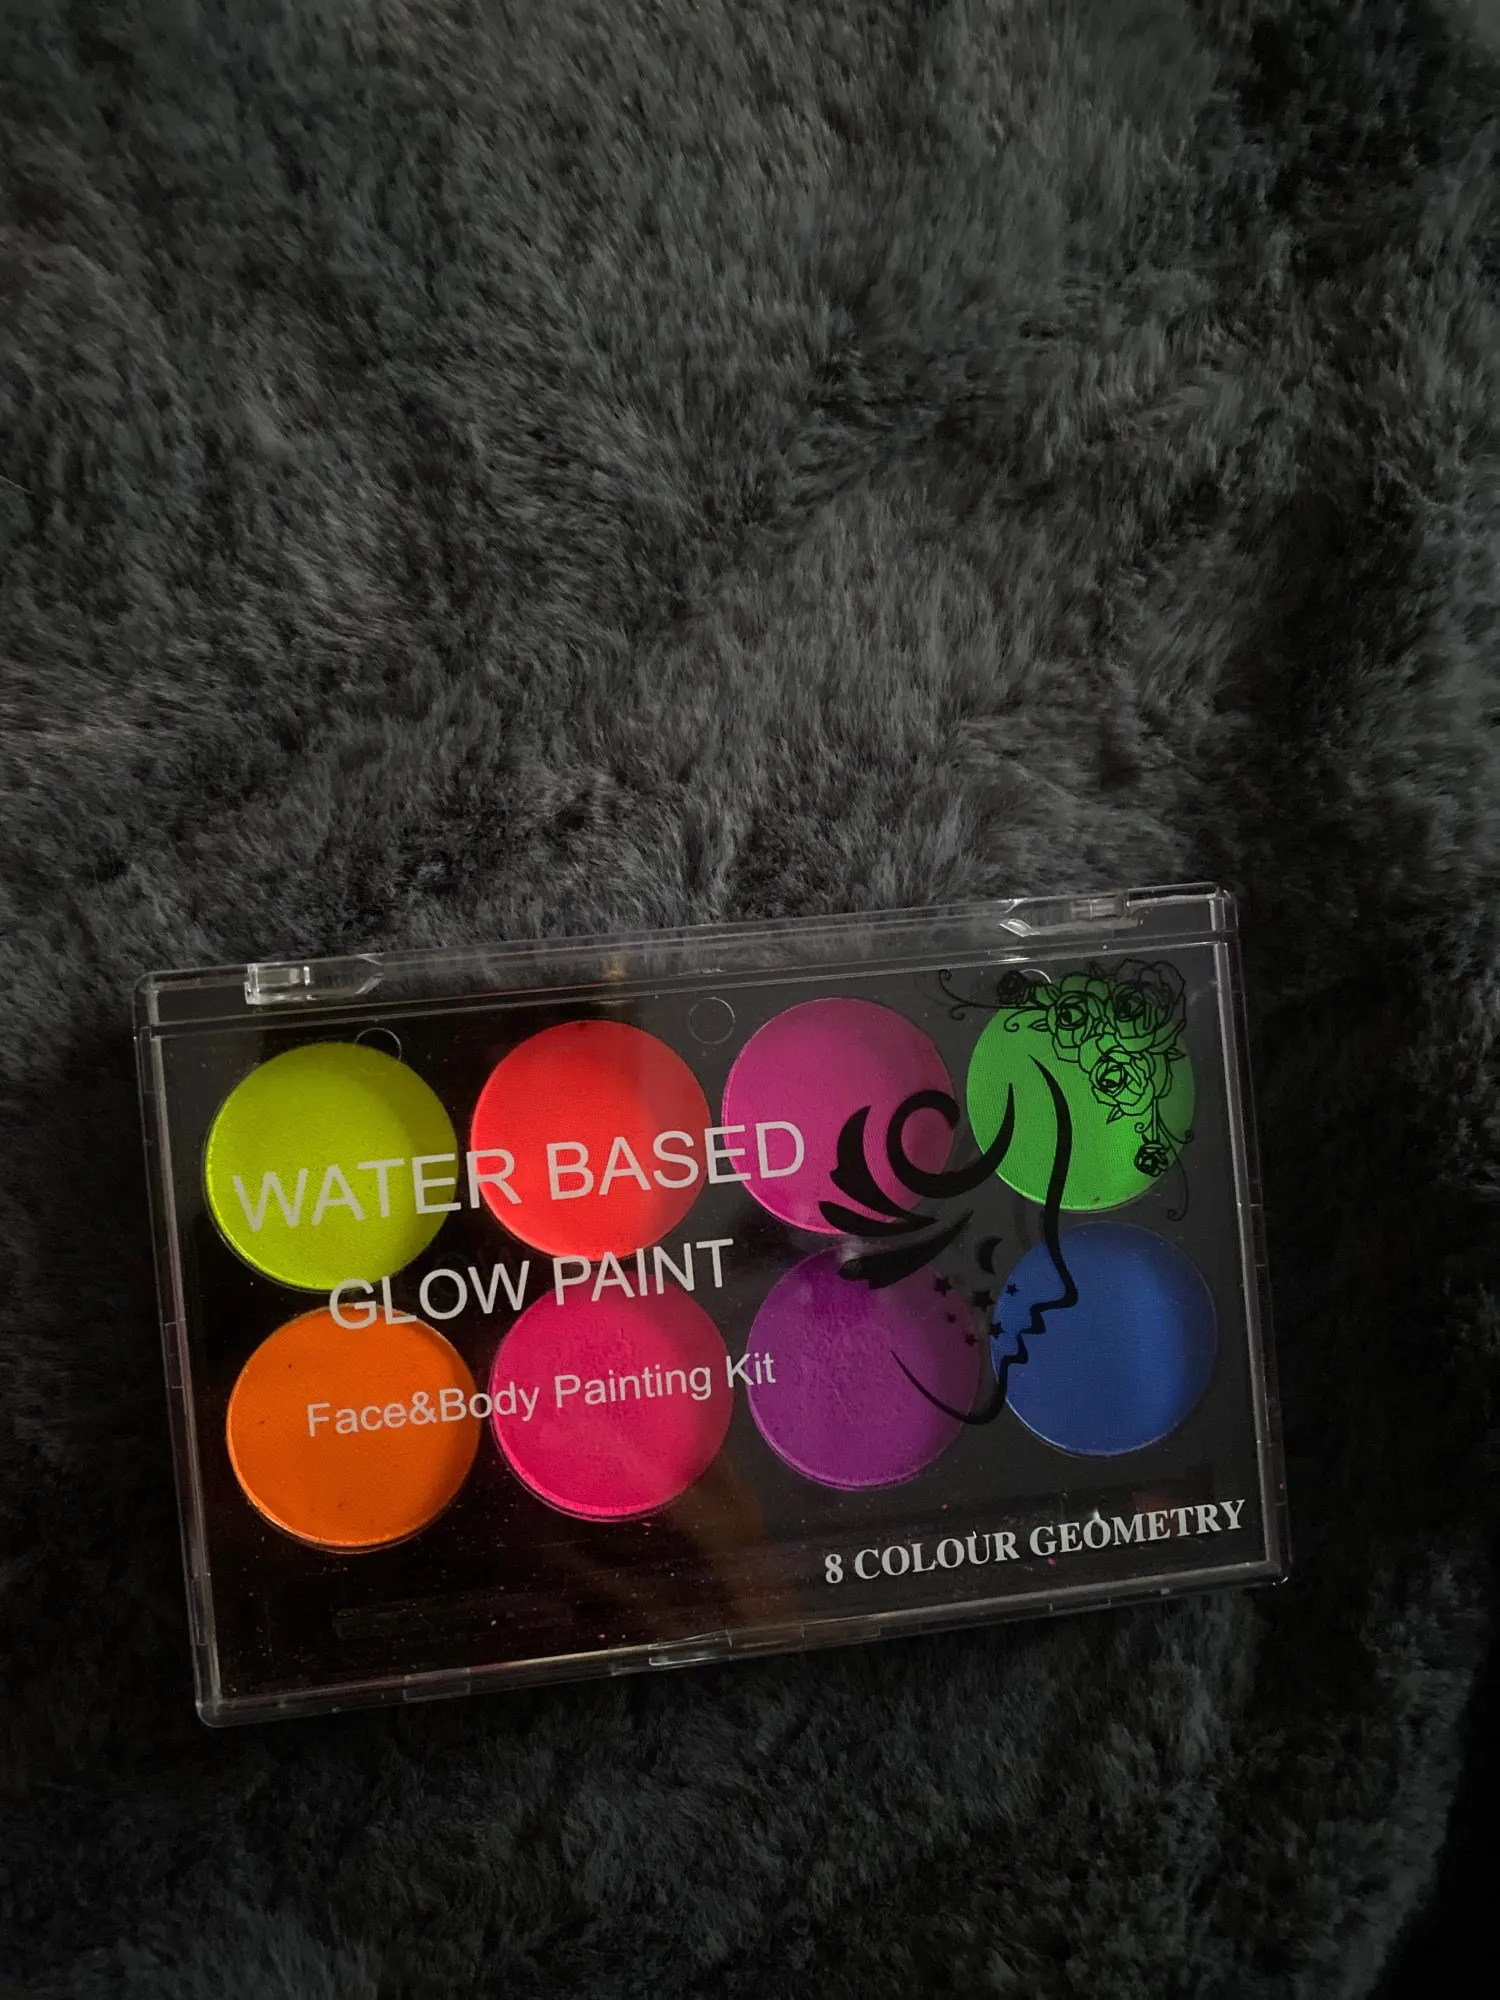 WATER BASED
GLOW PAINT
Face&Body Painting Kit
8 COLOUR GEOMETRY